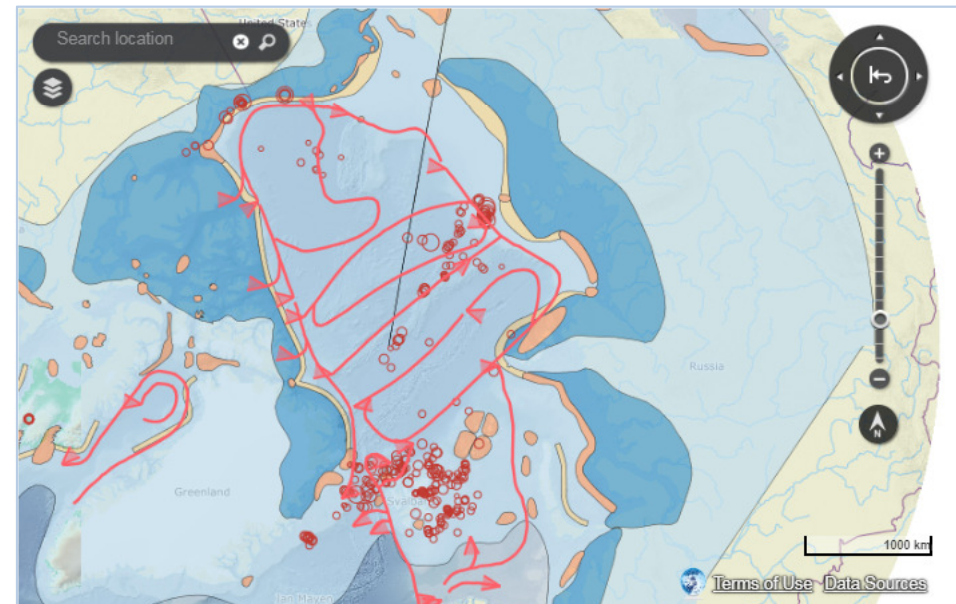 United States
Search location
Russia
Greenland
Svalbard
N
1000 km
Jan Mayen
Terms of Use Data Sources